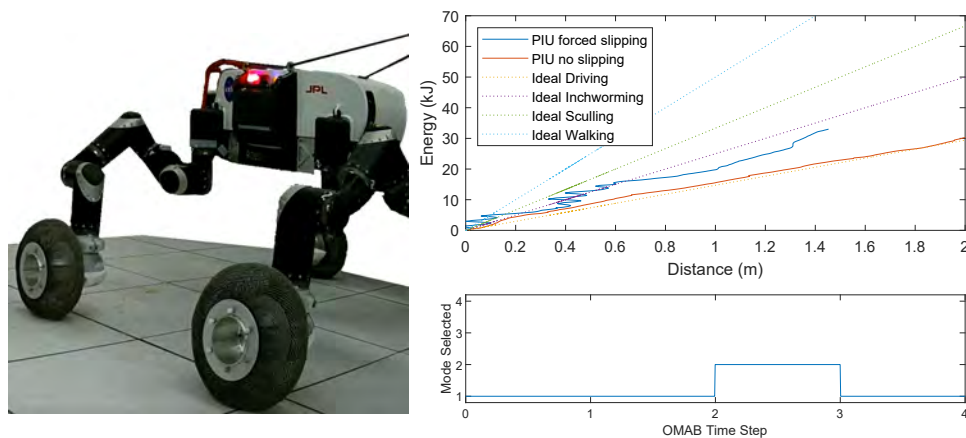 JPL
70
60
50
40
30
20
10
0
Energy (kJ)
PIU forced slipping
PIU no slipping
Ideal Driving
Ideal Inchworming
Ideal Sculling
Ideal Walking
0 0.2 0.4 0.6 0.8 1 1.2 1.4 1.6 1.8 2
Distance (m)
4
3
2
1
Mode Selected
0 1 2 3 4
OMAB Time Step